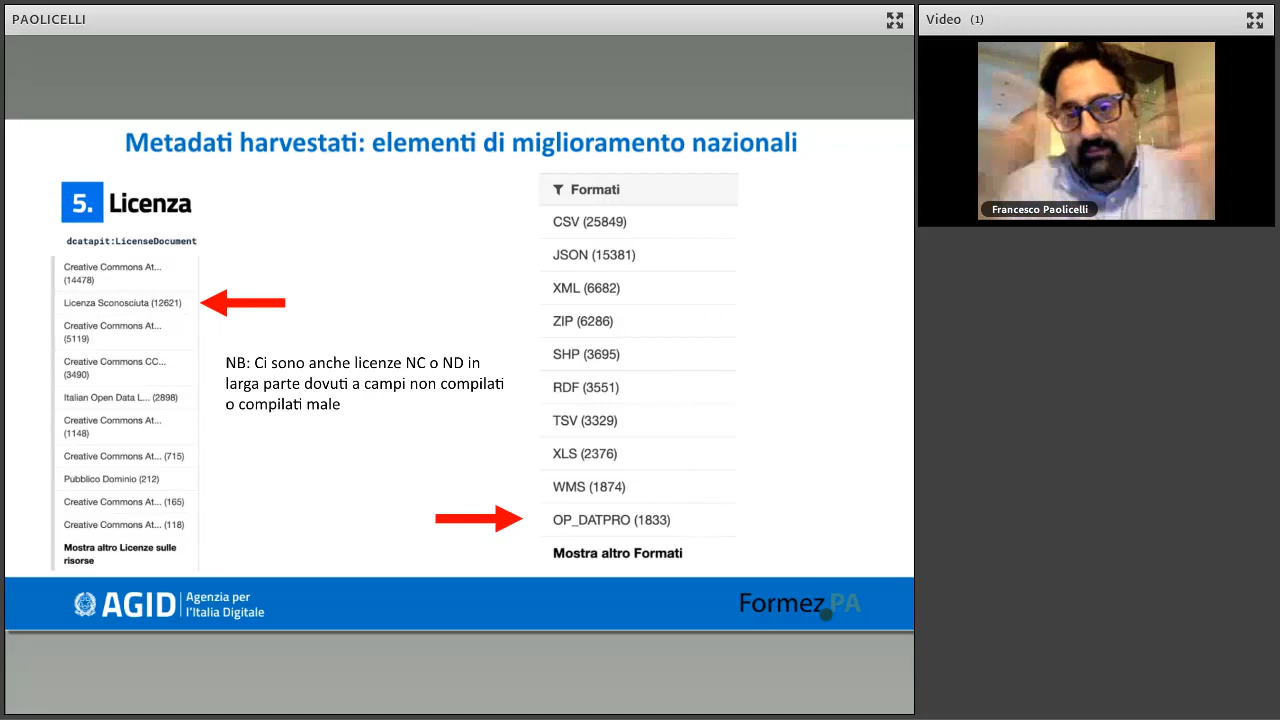 PAOLICELLI
Video (1)
Francesco Paolicelli
Metadati harvestati: elementi di miglioramento nazionali
5. Licenza
dcatapit:LicenseDocument
Creative Commons At...
(14478)
Licenza Sconosciuta (12621)
Creative Commons At...
(5119)
Creative Commons CC...
(3490)
Italian Open Data L... (2898)
Creative Commons At...
(1148)
Creative Commons At... (715)
Pubblico Dominio (212)
Creative Commons At... (165)
Creative Commons At... (118)
Mostra altro Licenze sulle
risorse
NB: Ci sono anche licenze NC o ND in
larga parte dovuti a campi non compilati
o compilati male
Formati
CSV (25849)
JSON (15381)
XML (6682)
ZIP (6286)
SHP (3695)
RDF (3551)
TSV (3329)
XLS (2376)
WMS (1874)
OP_DATPRO (1833)
Mostra altro Formati
AGID
Agenzia per
l'Italia Digitale
Formez PA